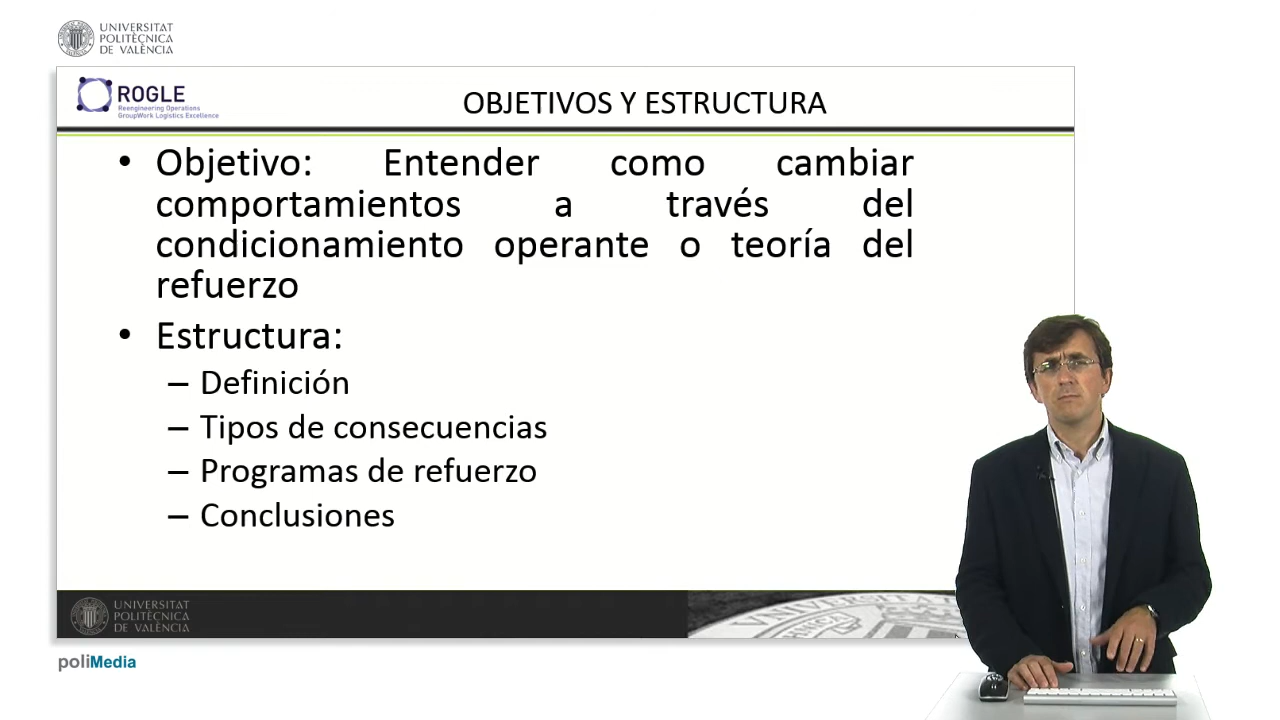 UNIVERSITAT
POLITÈCNICA
DE VALÈNCIA
ROGLE
Reengineering Operations
GroupWork Logistics Excellence
OBJETIVOS Y ESTRUCTURA
• Objetivo: Entender como cambiar
comportamientos a través del
condicionamiento operante o teoría del
refuerzo
• Estructura:
– Definición
– Tipos de consecuencias
– Programas de refuerzo
– Conclusiones
UNIVERSITAT
POLITÈCNICA
DE VALÈNCIA
poliMedia